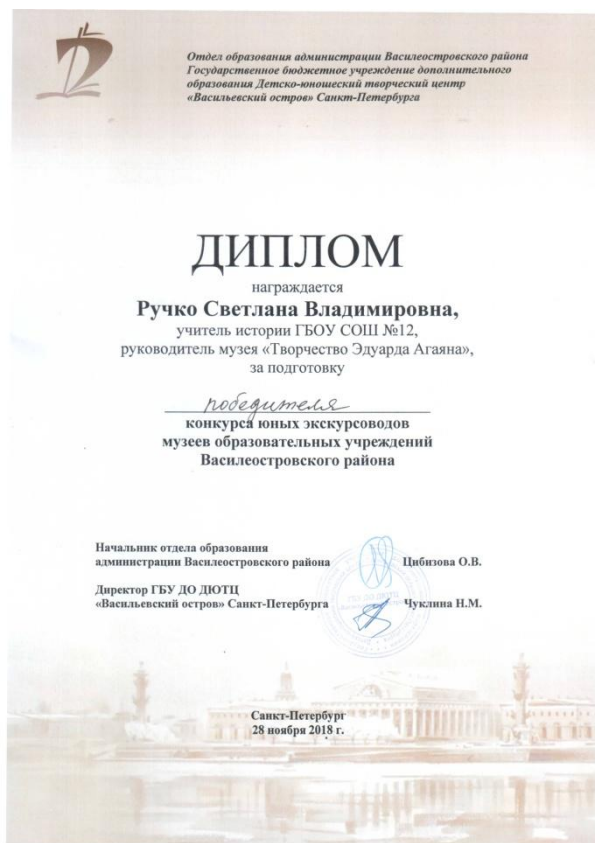 Отдел образования администрации Василеостровского района
Государственное бюджетное учреждение дополнительного
образования Детско-юношеский творческий центр
«Васильевский остров» Санкт-Петербурга
ДИПЛОМ
награждается
Ручко Светлана Владимировна,
учитель истории ГБОУ СОШ №12,
руководитель музея «Творчество Эдуарда Агаяна»,
за подготовку
победителя
конкурса юных экскурсоводов
музеев образовательных учреждений
Василеостровского района
Начальник отдела образования
администрации Василеостровского района Цибизова О.В.
Директор ГБУ ДО ДЮТЦ
«Васильевский остров» Санкт-Петербурга Чуклина Н.М.
ГБУ ДО ДЮТЦ
Санкт-Петербург
28 ноября 2018 г.